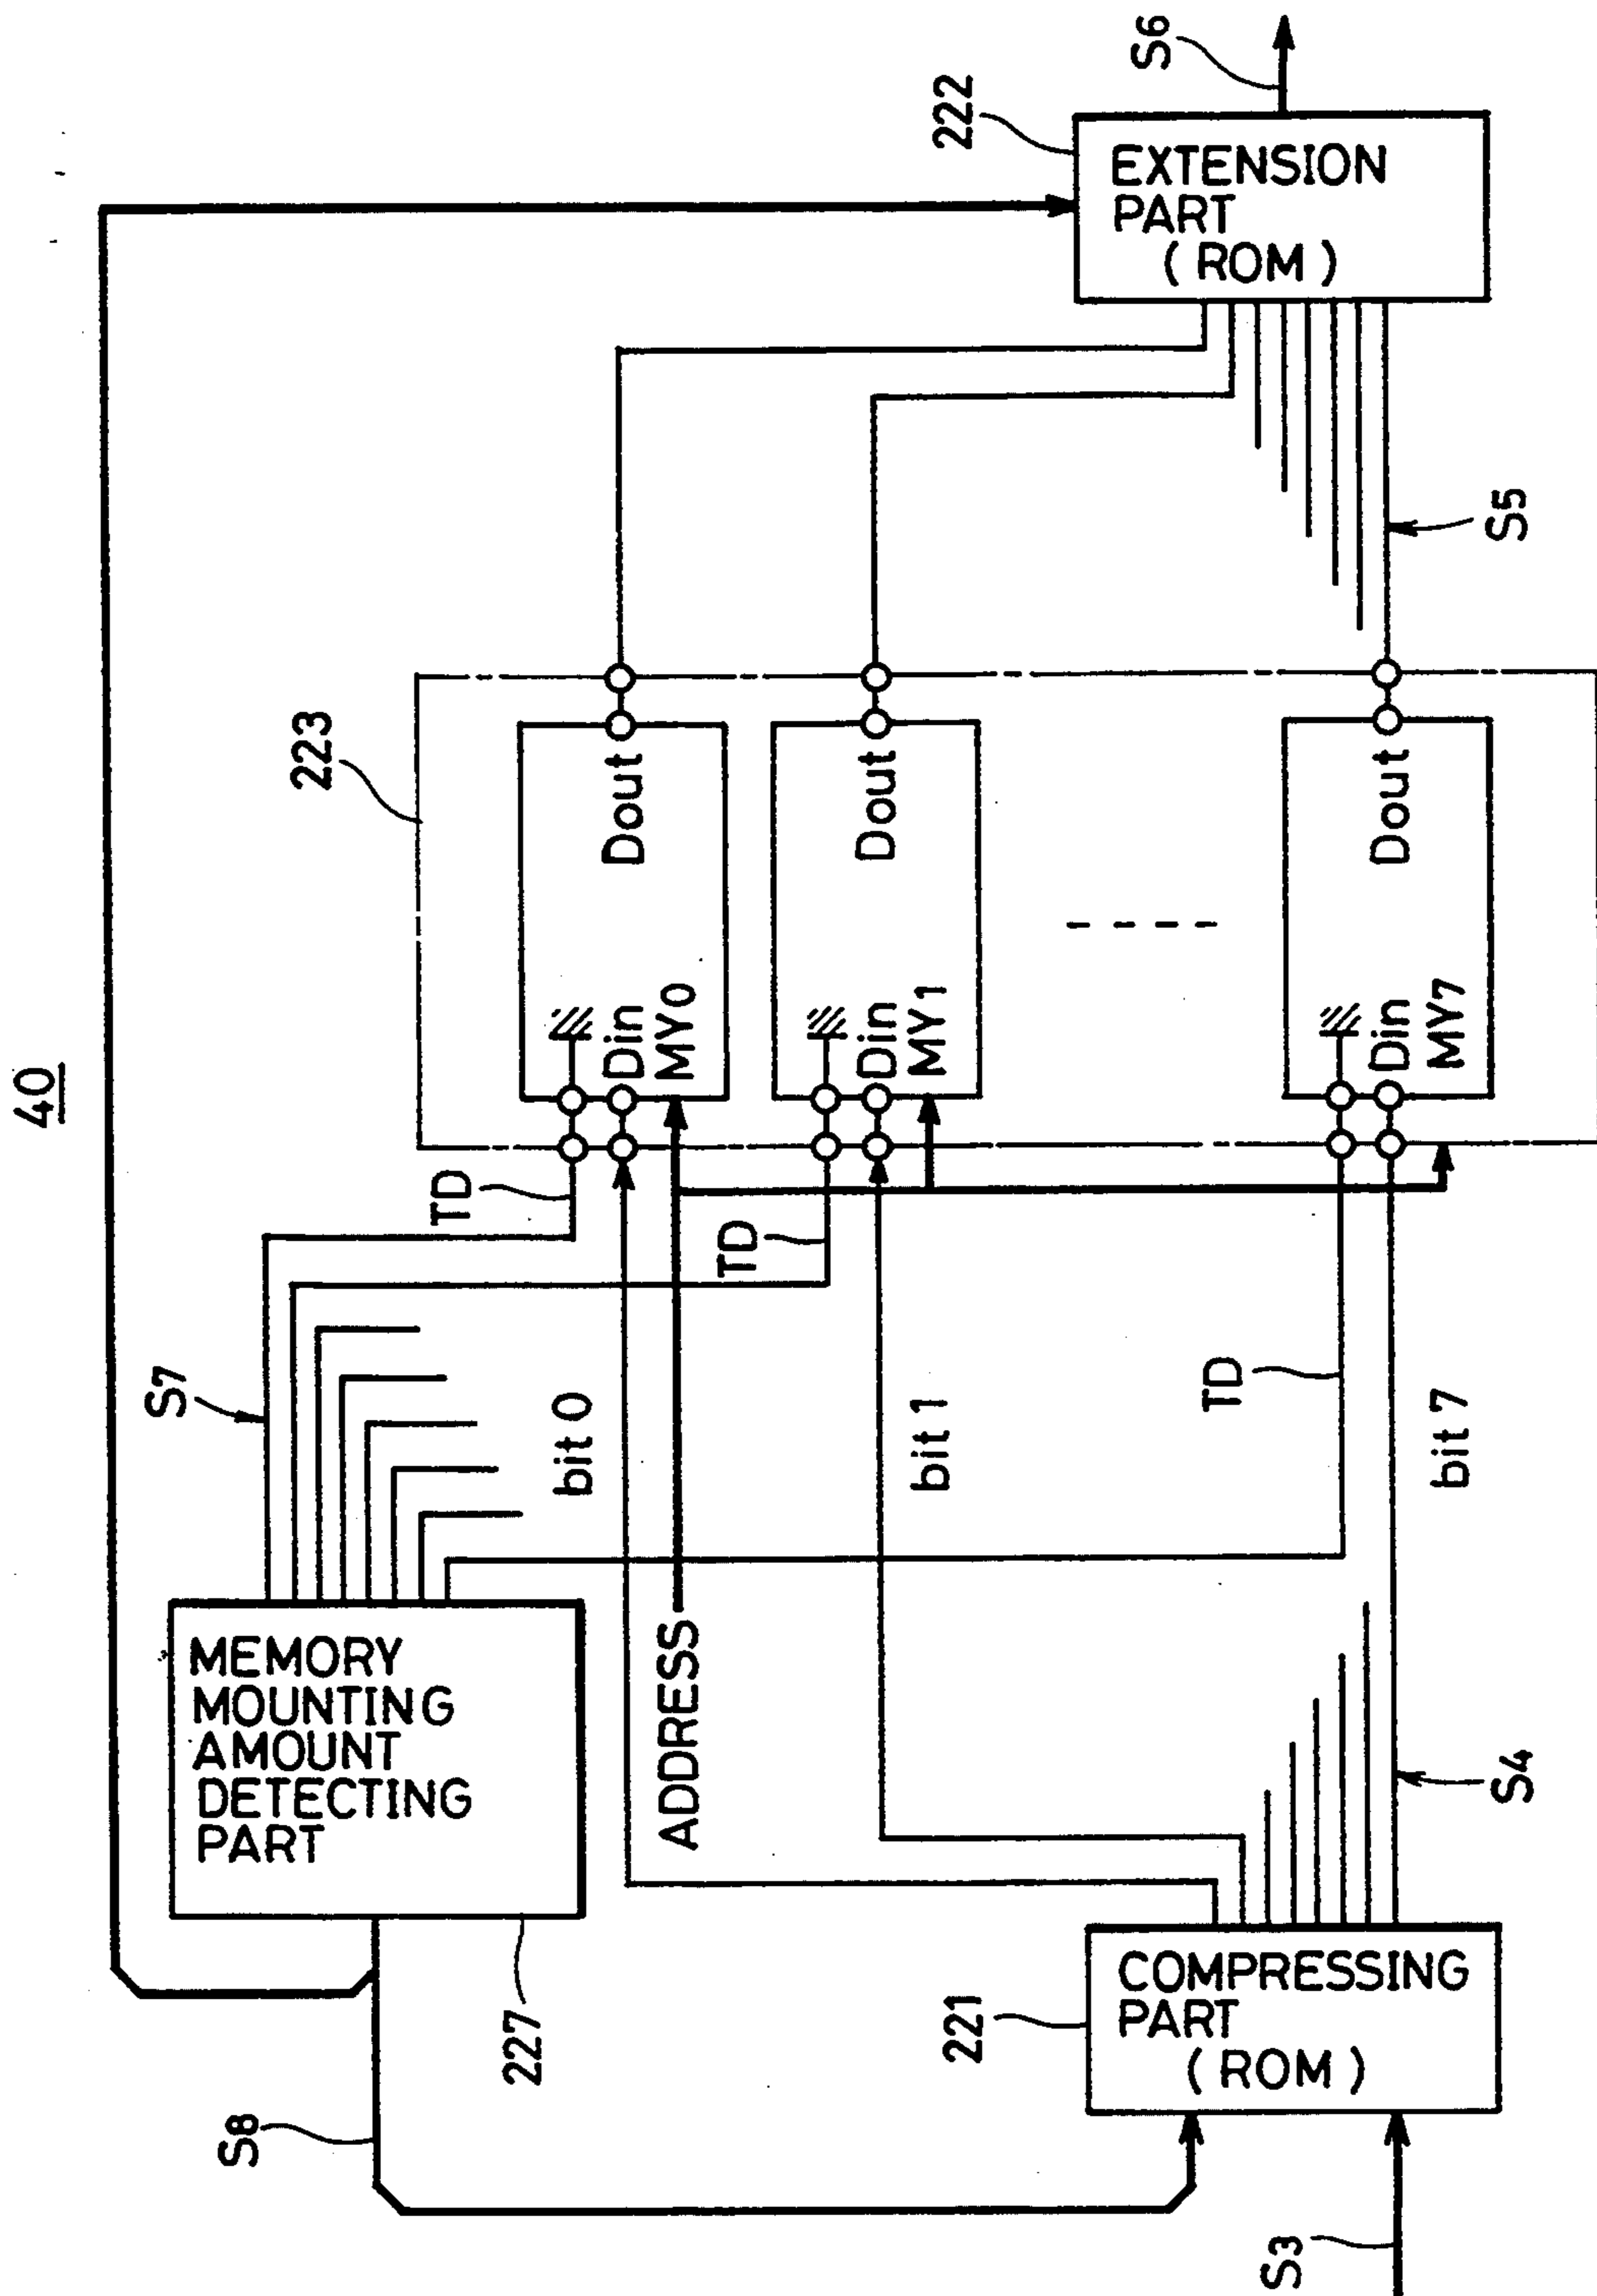 40
S8
227
MEMORY
MOUNTING
AMOUNT
DETECTING
PART
S7
TD
TD
TD
223
Din
MY0
Dout
Din
MY1
Dout
-----
Din
MY7
Dout
bit 0
ADDRESS
bit 1
bit 7
S3
221
COMPRESSING
PART
(ROM)
S4
S5
222
EXTENSION
PART
(ROM)
S6